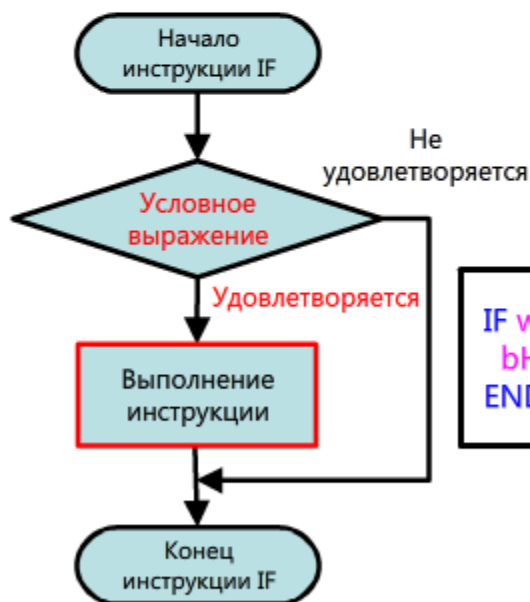 Начало
инструкции IF
Не
удовлетворяется
Условное
выражение
Удовлетворяется
IF
Выполнение
инструкции
Конец
инструкции IF